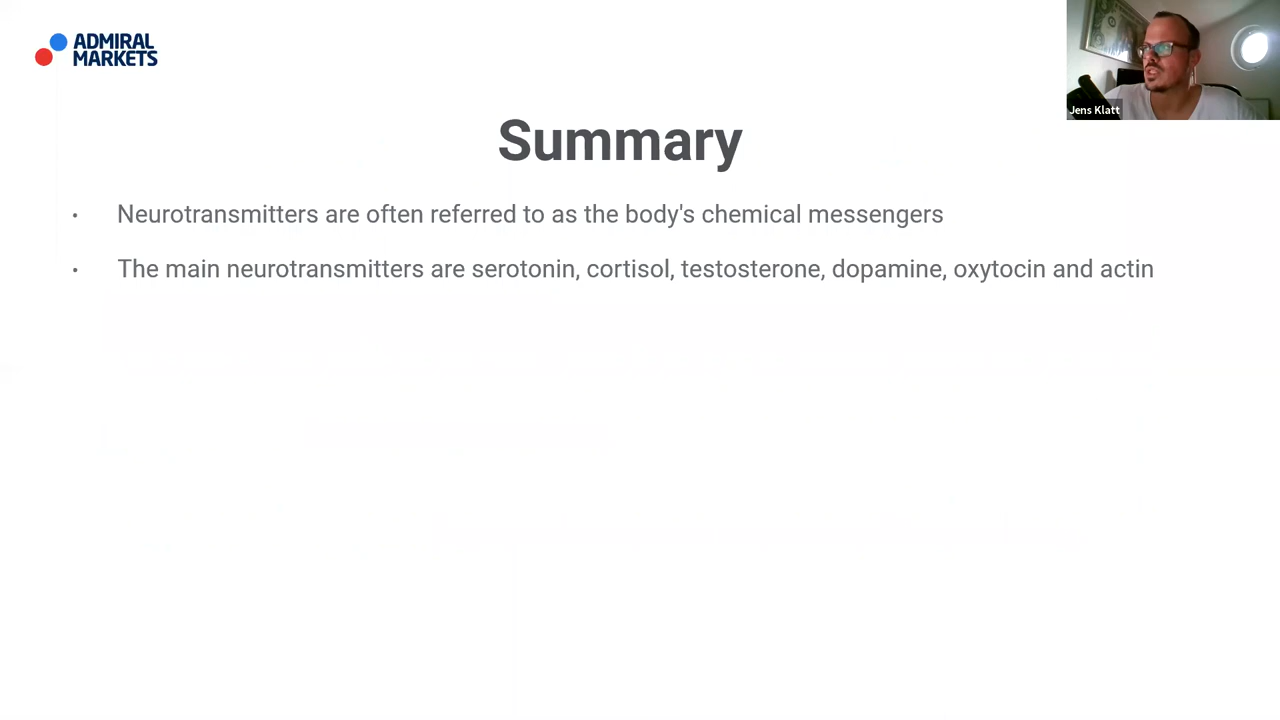 ADMIRAL
MARKETS
Jens Klatt
Summary
• Neurotransmitters are often referred to as the body's chemical messengers
• The main neurotransmitters are serotonin, cortisol, testosterone, dopamine, oxytocin and actin